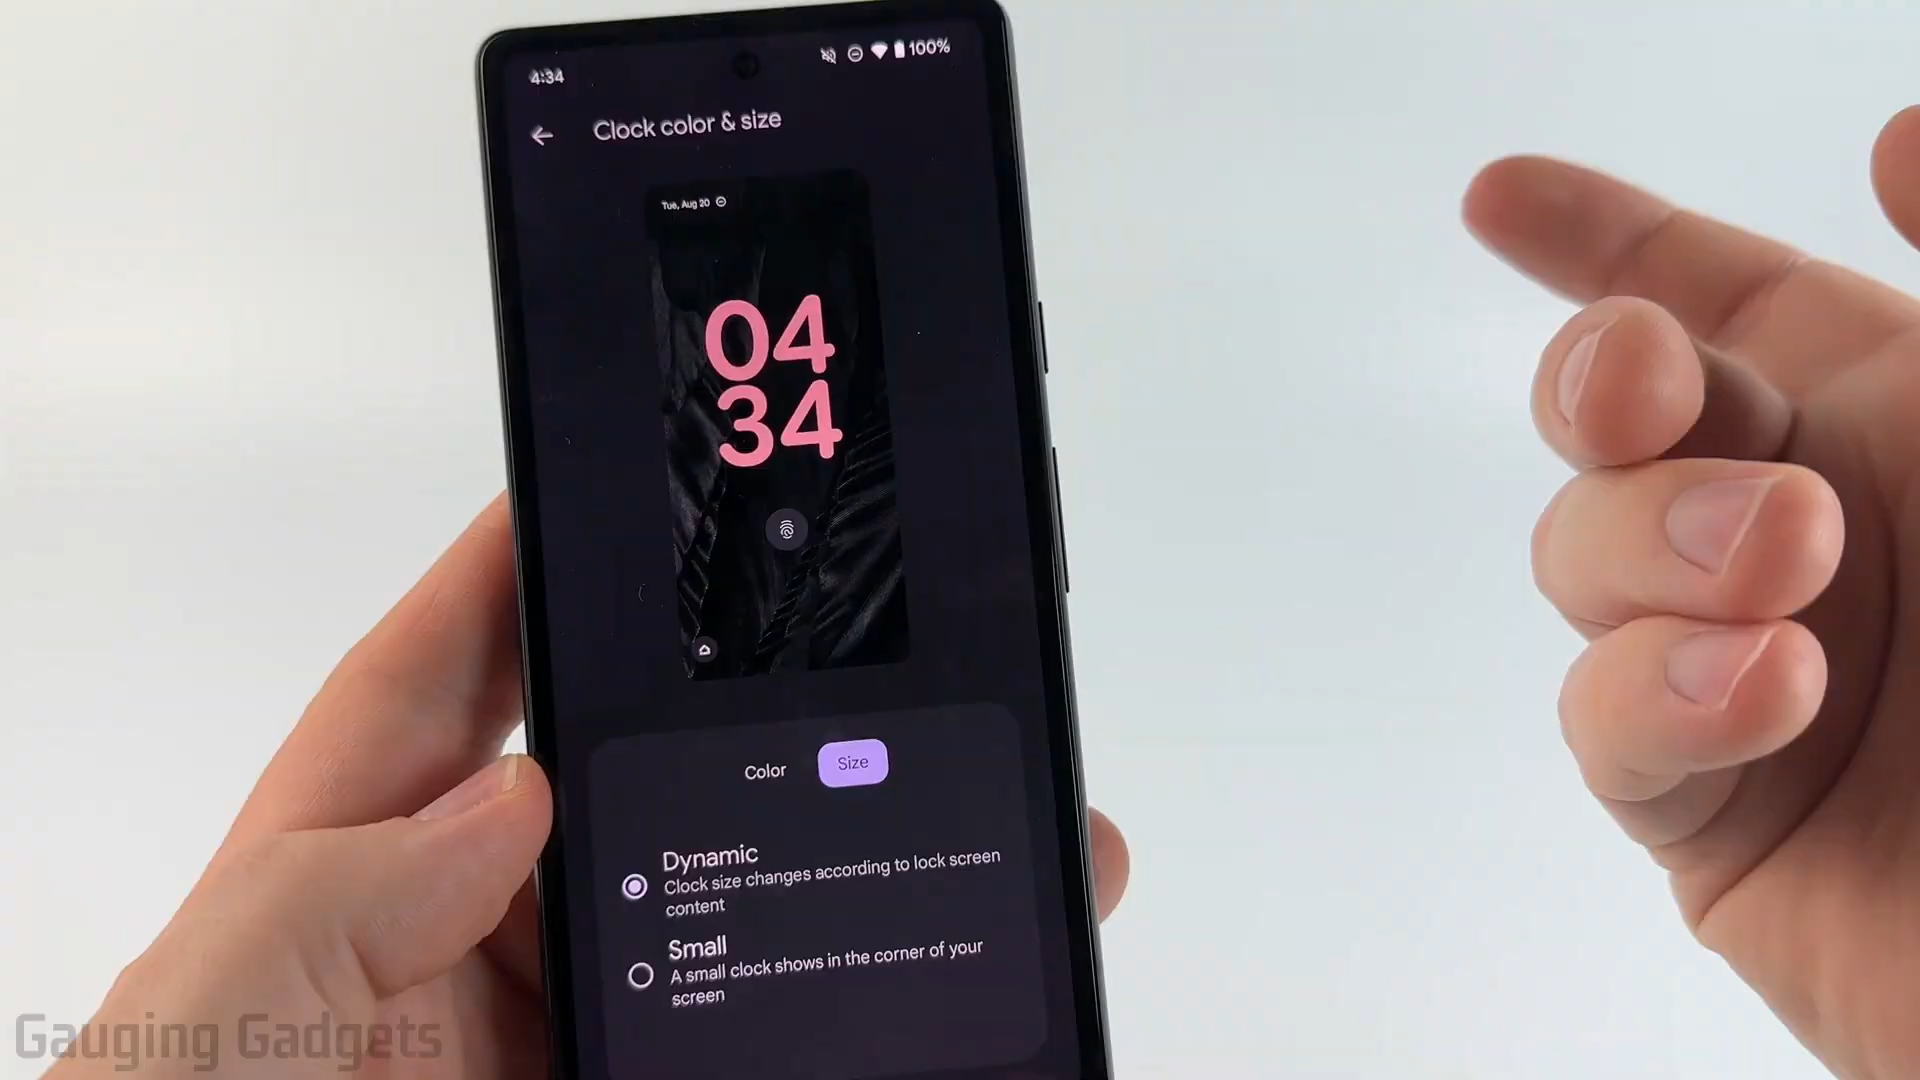 4:34
100%
Clock color & size
Tue, Aug 20
04
34
Color
Size
Dynamic
Clock size changes according to lock screen
content
Small
A small clock shows in the corner of your
screen
Gauging Gadgets